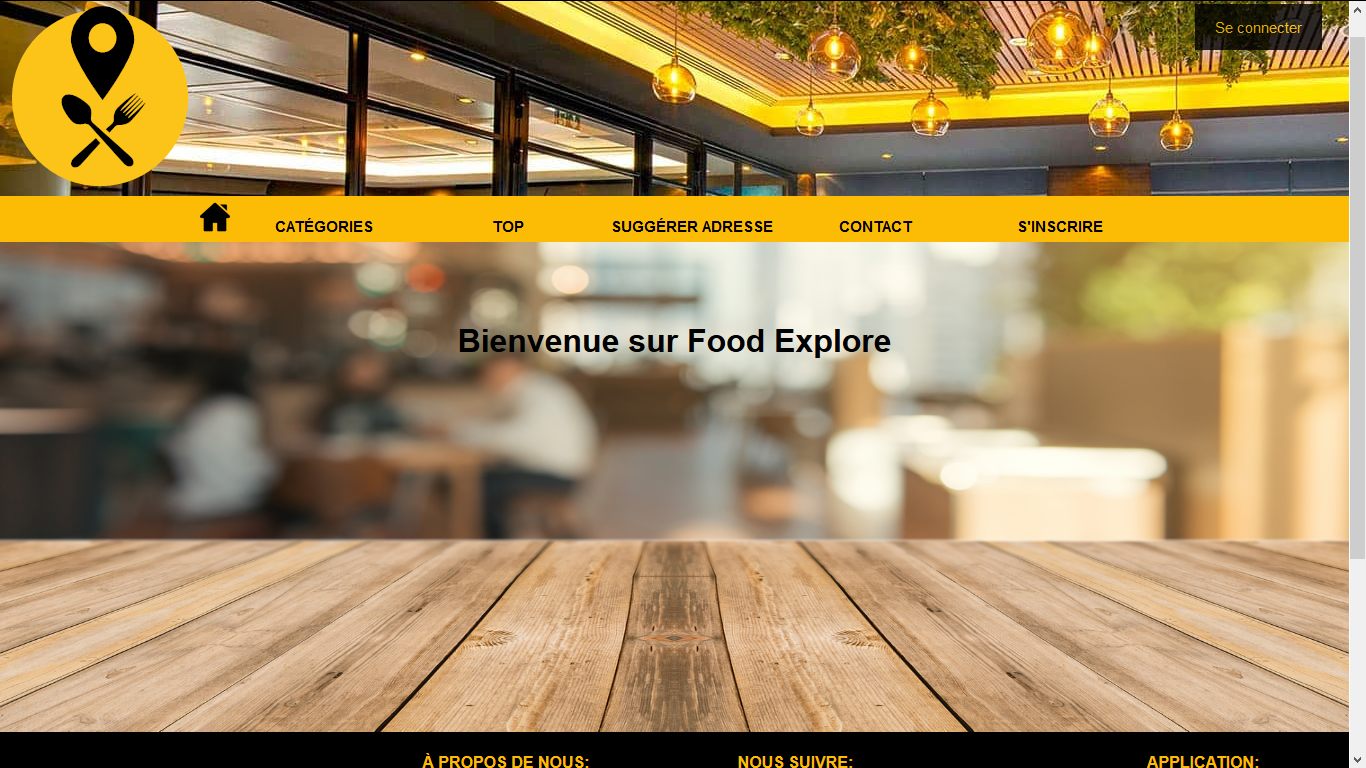 Se connecter
CATÉGORIES TOP SUGGÉRER ADRESSE CONTACT S'INSCRIRE
Bienvenue sur Food Explore
À PROPOS DE NOUS: NOUS SUIVRE: APPLICATION: